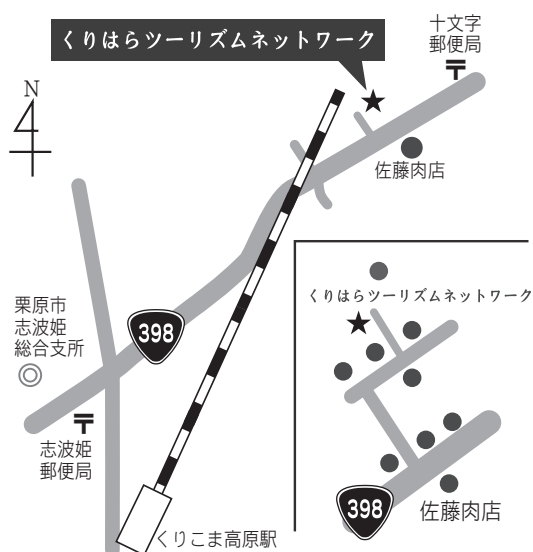 十文字
郵便局
くりはらツーリズムネットワーク
N
佐藤肉店
くりはらツーリズムネットワーク
栗原市
志波姫
総合支所
398
志波姫
郵便局
398
佐藤肉店
くりこま高原駅